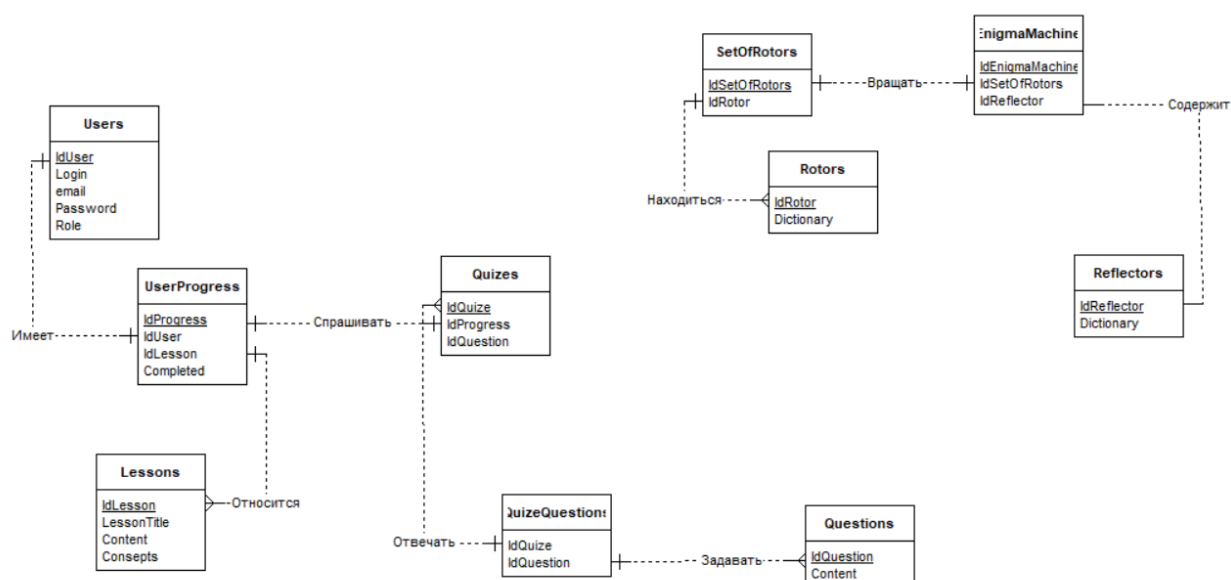 SetOfRotors
IdSetOfRotors
IdRotor
Вращать
EnigmaMachine
IdEnigmaMachine
IdSetOfRotors
IdReflector
Содержит
Users
IdUser
Login
email
Password
Role
Находиться
Rotors
IdRotor
Dictionary
Reflectors
IdReflector
Dictionary
Имеет
UserProgress
IdProgress
IdUser
IdLesson
Completed
Спрашивать
Quizes
IdQuize
IdProgress
IdQuestion
Lessons
IdLesson
LessonTitle
Content
Consepts
Относится
Отвечать
QuizeQuestions
IdQuize
IdQuestion
Задавать
Questions
IdQuestion
Content